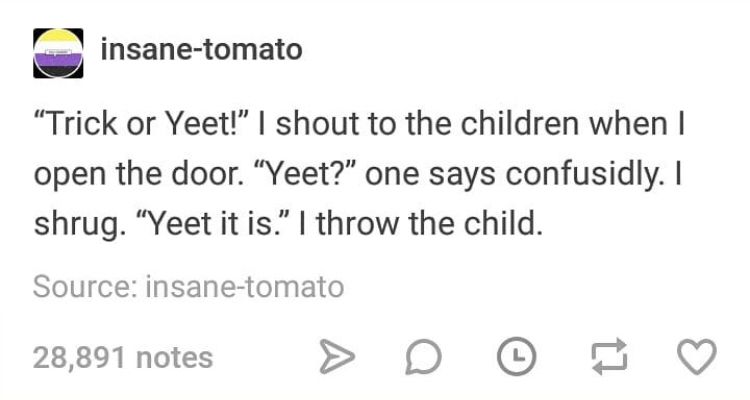 insane-tomato
“Trick or Yeet!” I shout to the children when I
open the door. “Yeet?” one says confusidly. I
shrug. “Yeet it is.” I throw the child.
Source: insane-tomato
28,891 notes